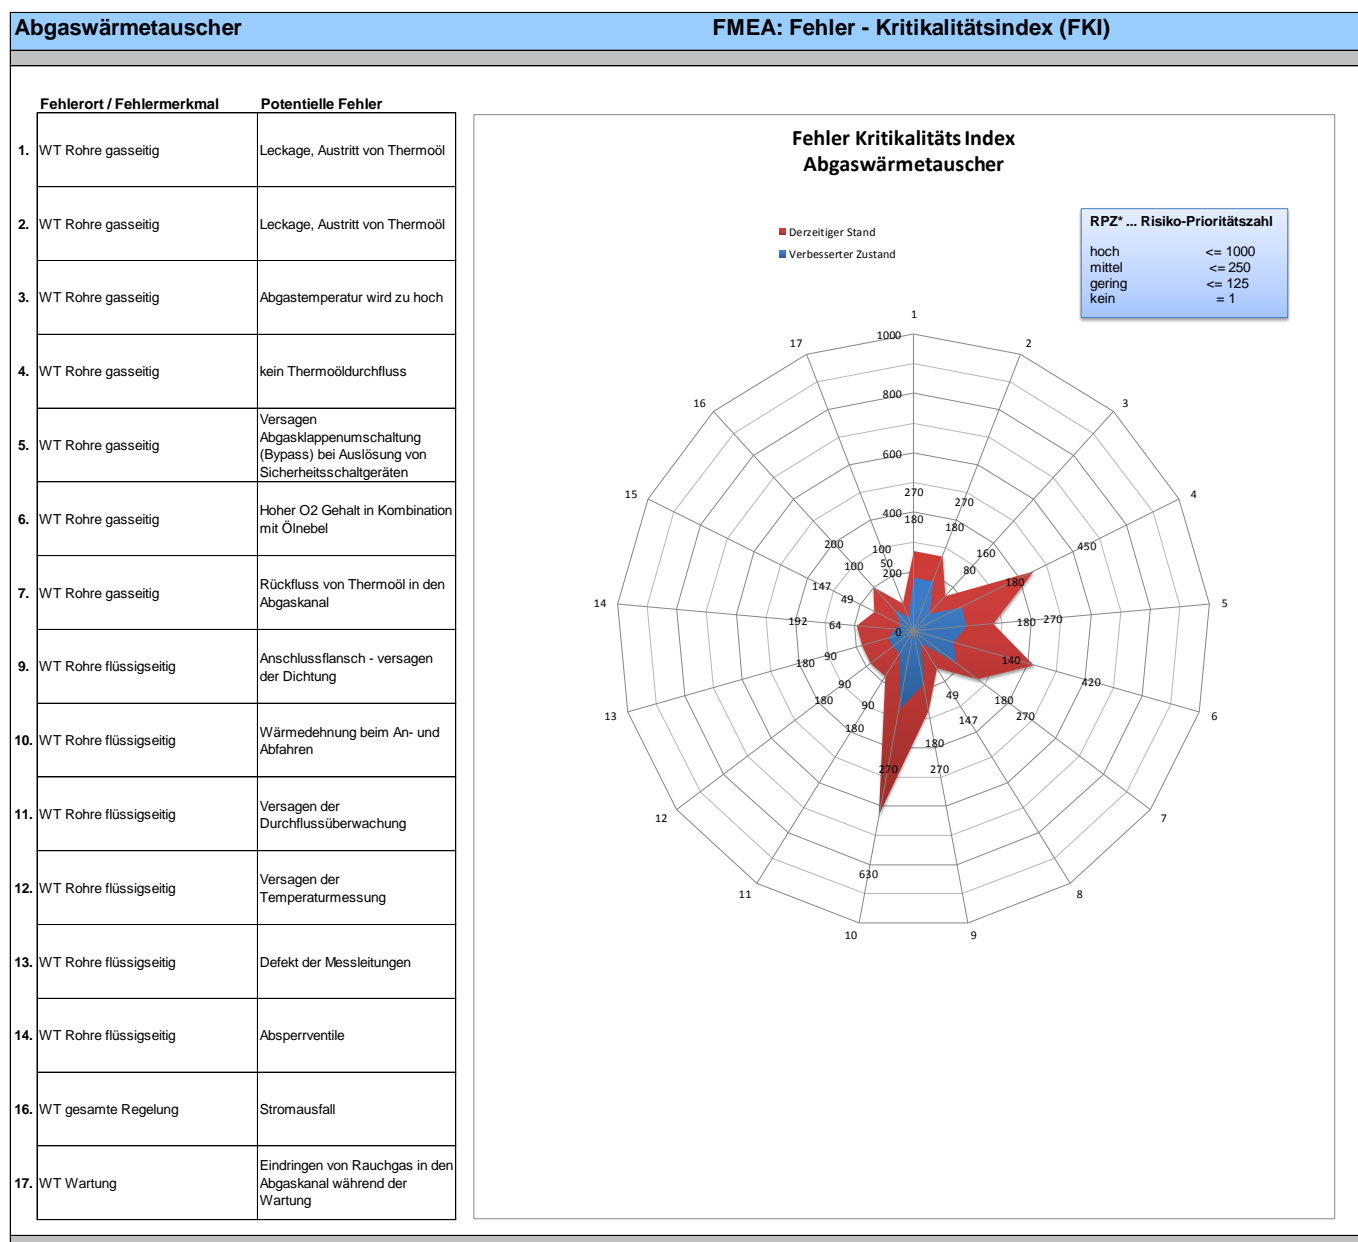 Abgaswärmetauscher
FMEA: Fehler - Kritikalitätsindex (FKI)
Fehlerort / Fehlermerkmal Potentielle Fehler
1. WT Rohre gasseitig Leckage, Austritt von Thermoöl
2. WT Rohre gasseitig Leckage, Austritt von Thermoöl
3. WT Rohre gasseitig Abgastemperatur wird zu hoch
4. WT Rohre gasseitig kein Thermoöldurchfluss
5. WT Rohre gasseitig Versagen
Abgasklappenumschaltung
(Bypass) bei Auslösung von
Sicherheitsschaltgeräten
6. WT Rohre gasseitig Hoher O2 Gehalt in Kombination
mit Ölnebel
7. WT Rohre gasseitig Rückfluss von Thermoöl in den
Abgaskanal
9. WT Rohre flüssigseitig Anschlussflansch - versagen
der Dichtung
10. WT Rohre flüssigseitig Wärmedehnung beim An- und
Abfahren
11. WT Rohre flüssigseitig Versagen der
Durchflussüberwachung
12. WT Rohre flüssigseitig Versagen der
Temperaturmessung
13. WT Rohre flüssigseitig Defekt der Messleitungen
14. WT Rohre flüssigseitig Absperrventile
16. WT gesamte Regelung Stromausfall
17. WT Wartung Eindringen von Rauchgas in den
Abgaskanal während der
Wartung
Fehler Kritikalitäts Index
Abgaswärmetauscher
Derzeitiger Stand
Verbesserter Zustand
RPZ* ... Risiko-Prioritätszahl
hoch <= 1000
mittel <= 250
gering <= 125
kein = 1
1
17 1000 2
16 800 3
600
15 270 270 4
400 180 180
200 100 160 450
100 50 80
147 200 180
49
14 192 64 0 180 270 5
180 90 140
90 49 420
13 180 90 180 270 6
180 147
180
270 270
12 7
630
11 8
10 9